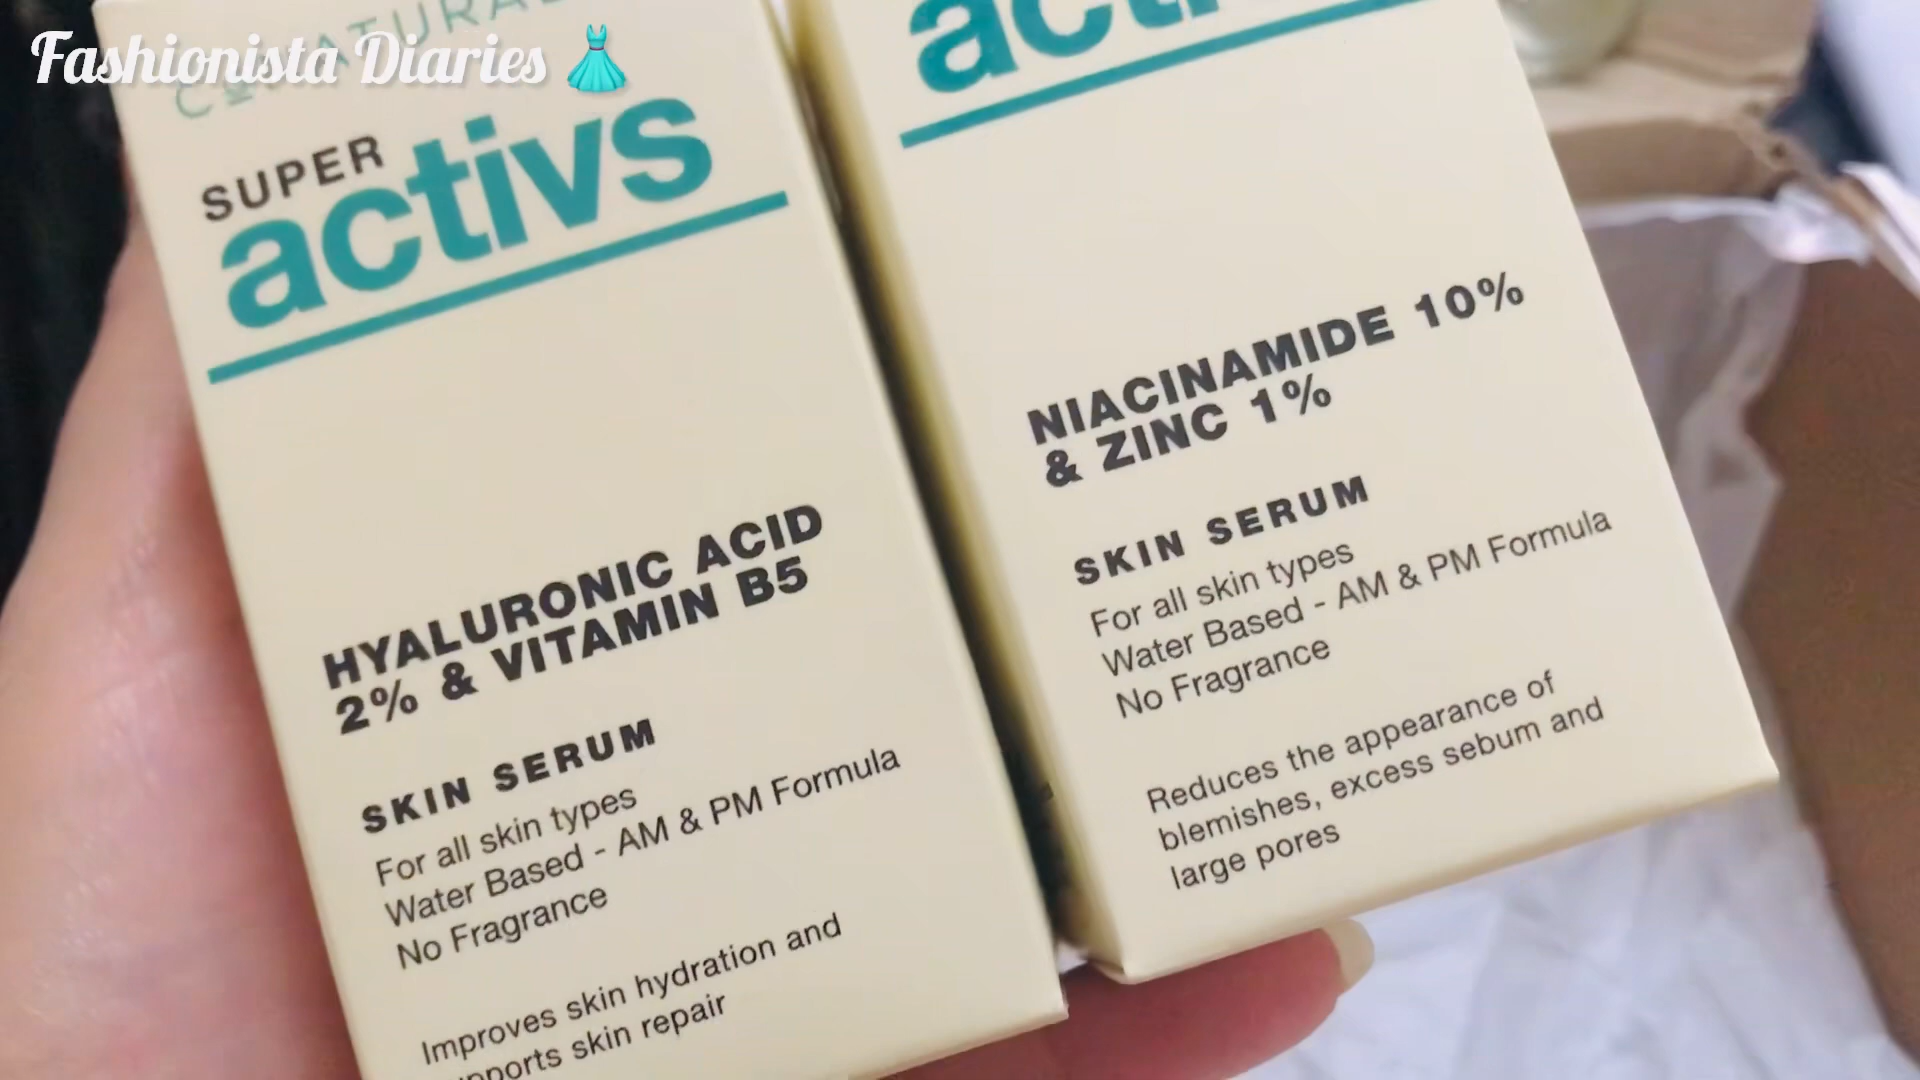 Fashionista Diaries
SUPER
activs
HYALURONIC ACID
2% & VITAMIN B5
SKIN SERUM
For all skin types
Water Based - AM & PM Formula
No Fragrance
Improves skin hydration and
skin repair
NIACINAMIDE 10%
& ZINC 1%
SKIN SERUM
For all skin types
Water Based - AM & PM Formula
No Fragrance
Reduces the appearance of
blemishes, excess sebum and
large pores